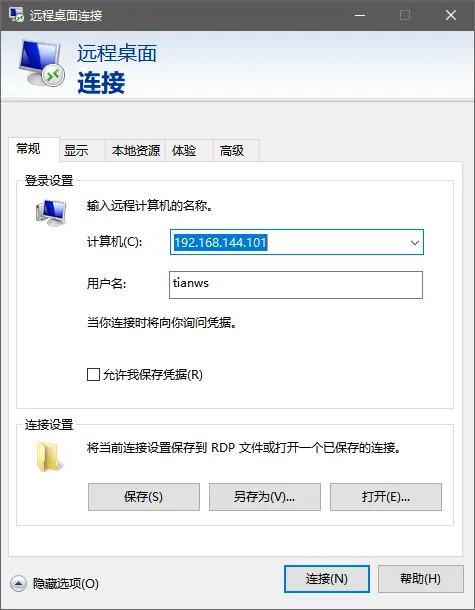 远程桌面连接
远程桌面
连接
常规 显示 本地资源 体验 高级
登录设置
输入远程计算机的名称。
计算机(C): 192.168.144.101
用户名: tianws
当你连接时将向你询问凭据。
允许我保存凭据(R)
连接设置
将当前连接设置保存到 RDP 文件或打开一个已保存的连接。
保存(S) 另存为(V)... 打开(E)...
隐藏选项(O) 连接(N) 帮助(H)